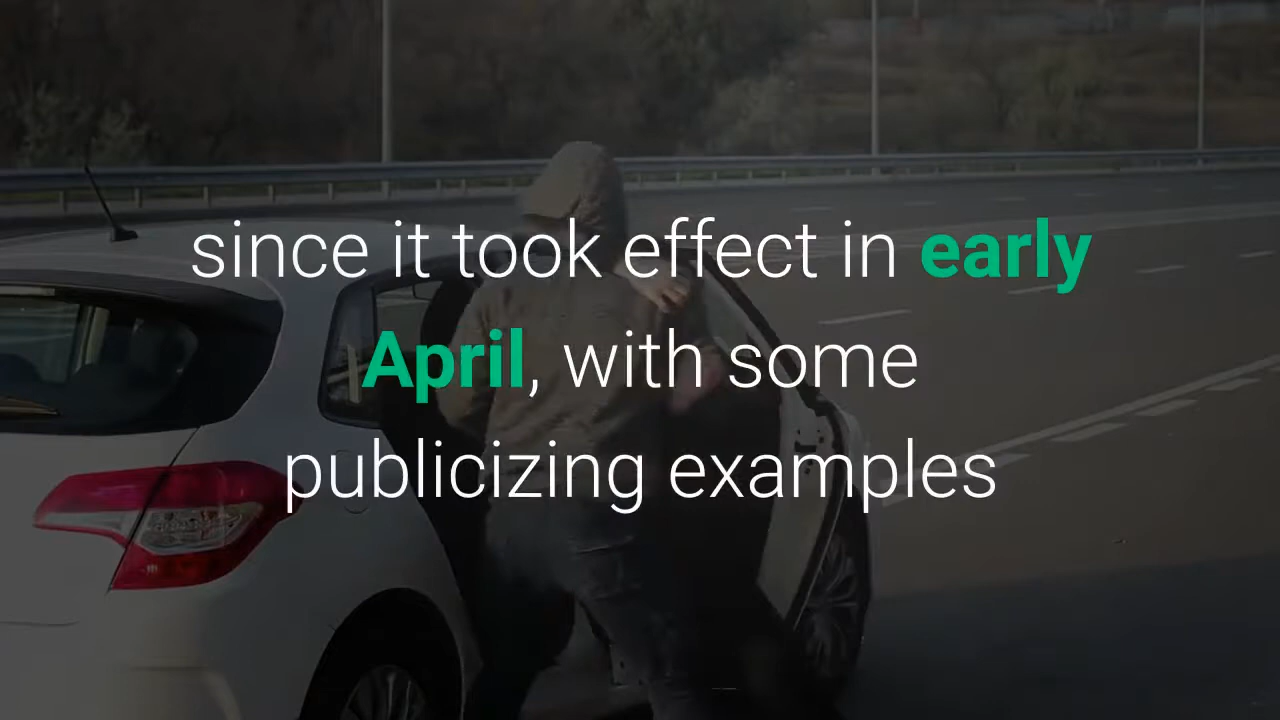 since it took effect in early
April, with some
publicizing examples